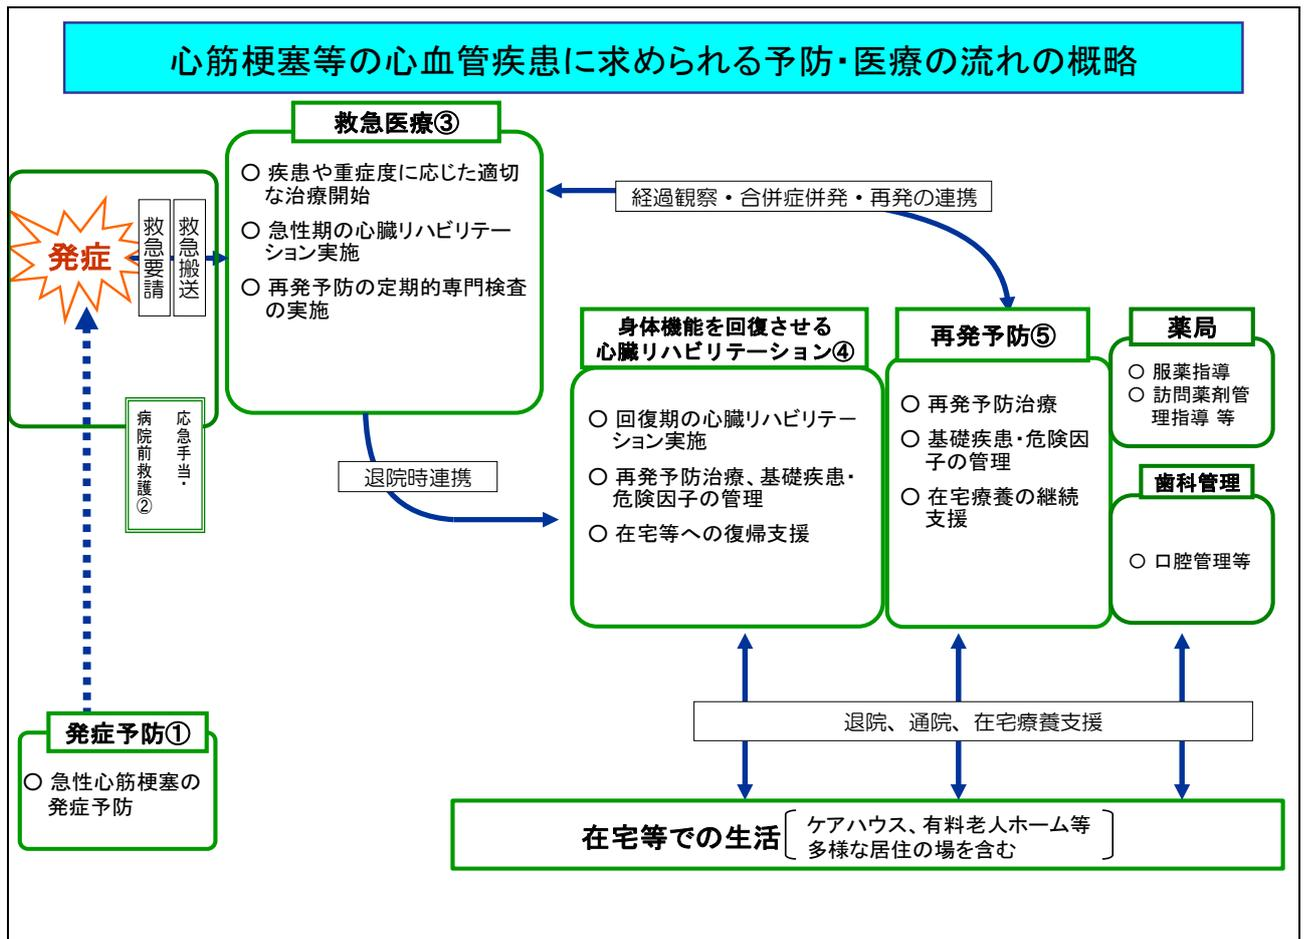 心筋梗塞等の心血管疾患に求められる予防・医療の流れの概略
救急医療③
〇 疾患や重症度に応じた適切
な治療開始
〇 急性期の心臓リハビリテー
ション実施
〇 再発予防の定期的専門検査
の実施
発症
救急要請
救急搬送
応急手当・
病院前救護②
経過観察・合併症併発・再発の連携
退院時連携
身体機能を回復させる
心臓リハビリテーション④
〇 回復期の心臓リハビリテー
ション実施
〇 再発予防治療、基礎疾患・
危険因子の管理
〇 在宅等への復帰支援
再発予防⑤
〇 再発予防治療
〇 基礎疾患・危険因
子の管理
〇 在宅療養の継続
支援
薬局
〇 服薬指導
〇 訪問薬剤管
理指導 等
歯科管理
〇 口腔管理等
発症予防①
〇 急性心筋梗塞の
発症予防
退院、通院、在宅療養支援
在宅等での生活
ケアハウス、有料老人ホーム等
多様な居住の場を含む